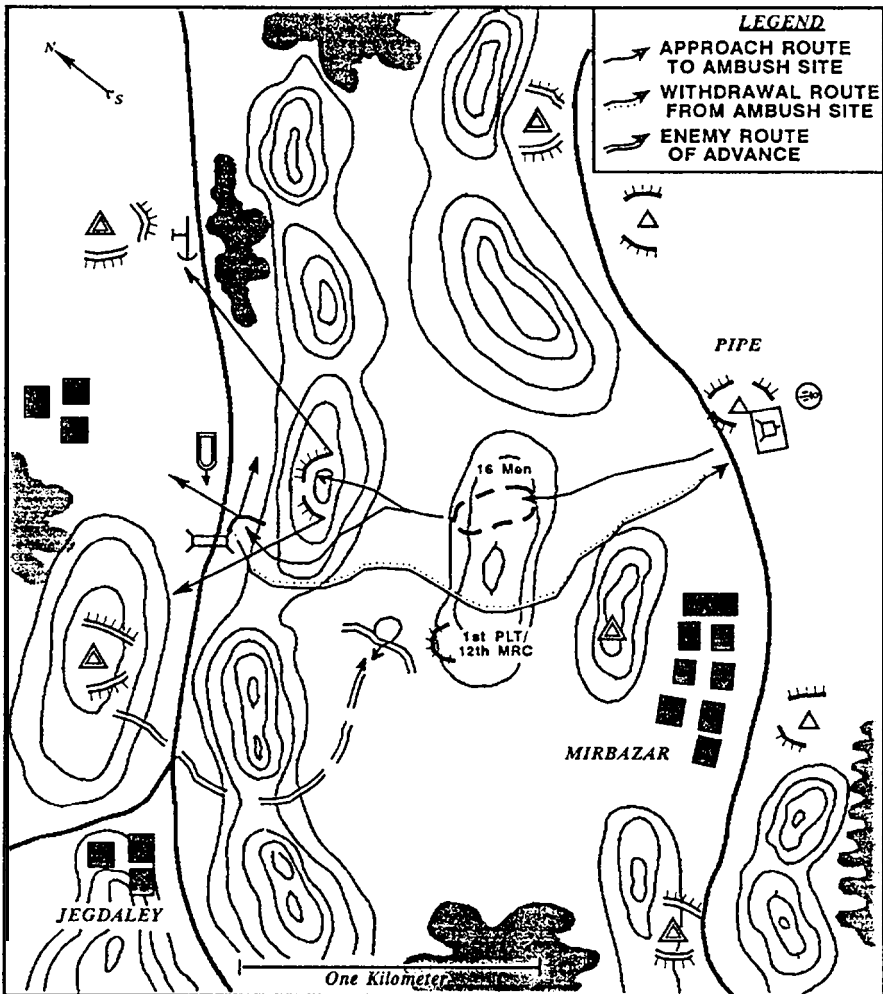 LEGEND
APPROACH ROUTE
TO AMBUSH SITE
WITHDRAWAL ROUTE
FROM AMBUSH SITE
ENEMY ROUTE
OF ADVANCE
N
S
PIPE
16 Men
1st PLT/
12th MRC
MIRBAZAR
JEGDALEY
One Kilometer